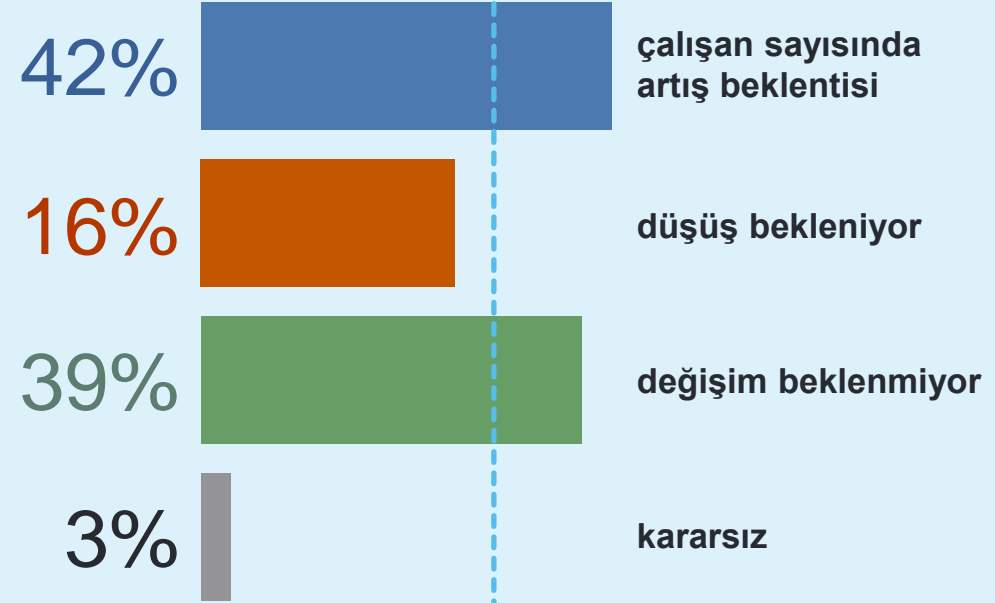 42%
çalışan sayısında
artış beklentisi
16%
düşüş bekleniyor
39%
değişim beklenmiyor
3%
kararsız